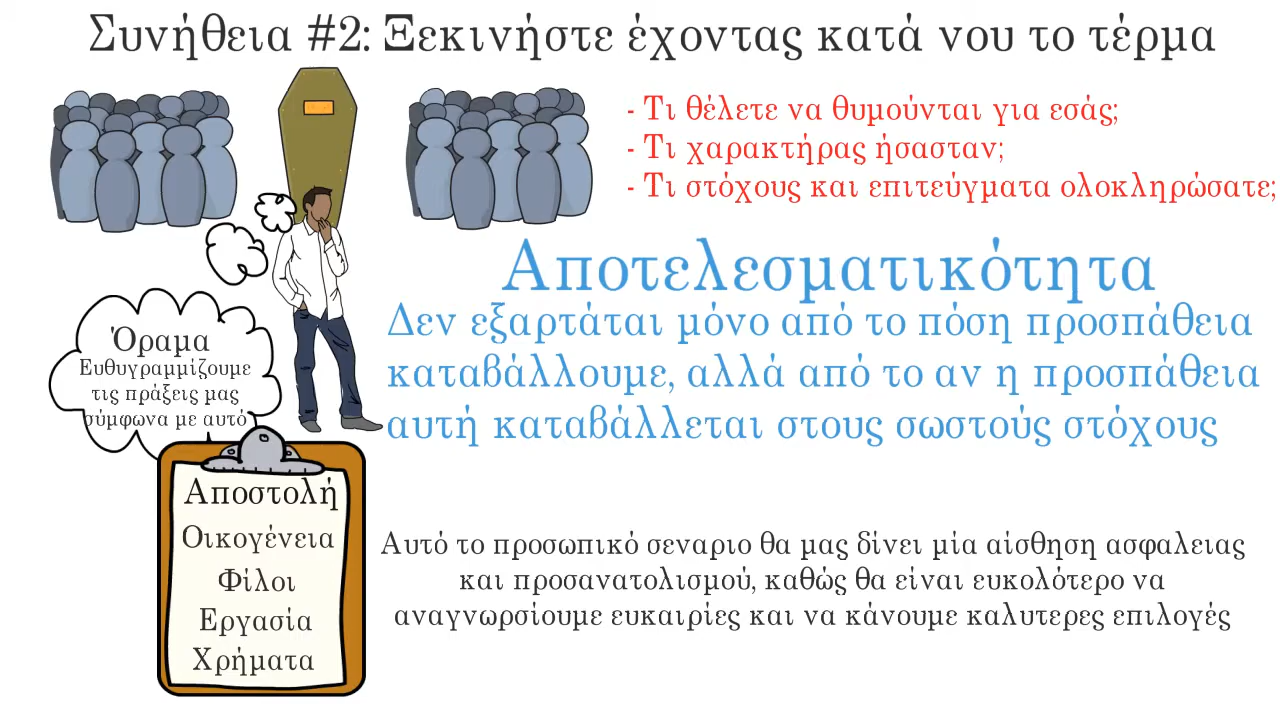 Συνήθεια #2: Ξεκινήστε έχοντας κατά νου το τέρμα
- Τι θέλετε να θυμούνται για εσάς;
- Τι χαρακτήρας ήσασταν;
- Τι στόχους και επιτεύγματα ολοκληρώσατε;
Αποτελεσματικότητα
Δεν εξαρτάται μόνο από το πόση προσπάθεια
καταβάλλουμε, αλλά από το αν η προσπάθεια
αυτή καταβάλλεται στους σωστούς στόχους
Όραμα
Ευθυγραμμίζουμε
τις πράξεις μας
σύμφωνα με αυτό
Αποστολή
Οικογένεια
Φίλοι
Εργασία
Χρήματα
Αυτό το προσωπικό σεναριο θα μας δίνει μία αίσθηση ασφαλειας
και προσανατολισμού, καθώς θα είναι ευκολότερο να
αναγνωρσίουμε ευκαιρίες και να κάνουμε καλυτερες επιλογές